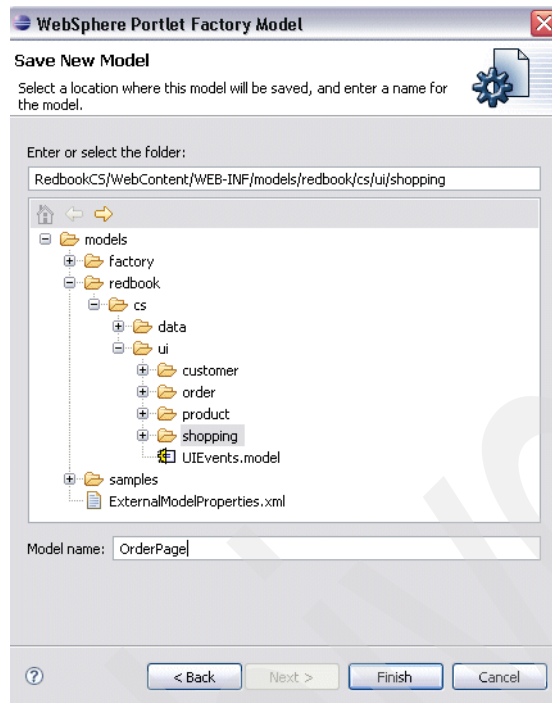 WebSphere Portlet Factory Model
Save New Model
Select a location where this model will be saved, and enter a name for
the model.
Enter or select the folder:
RedbookCS/WebContent/WEB-INF/models/redbook/cs/ui/shopping
models
factory
redbook
cs
data
ui
customer
order
product
shopping
UIEvents.model
samples
ExternalModelProperties.xml
Model name: OrderPage
? < Back Next > Finish Cancel